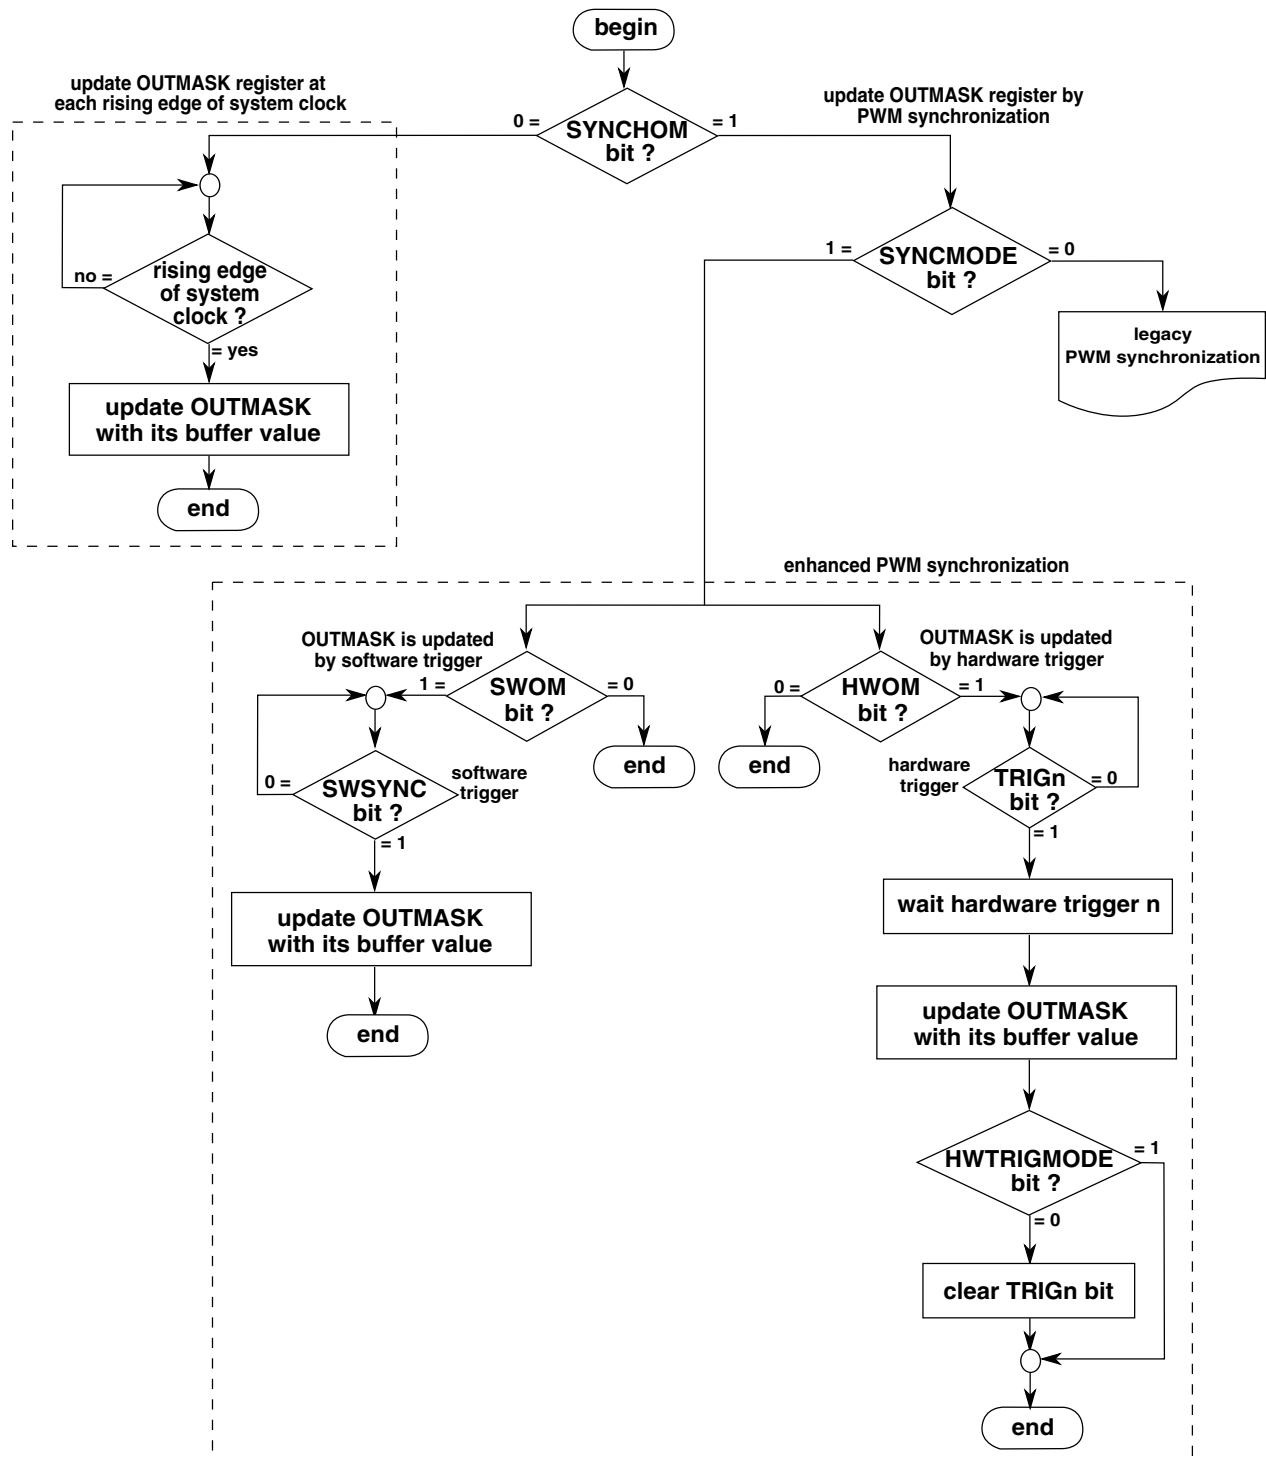 begin
update OUTMASK register at
each rising edge of system clock
update OUTMASK register by
PWM synchronization
0 =
SYNCHOM
bit ?
= 1
1 =
SYNCMODE
bit ?
= 0
no =
rising edge
of system
clock ?
= yes
legacy
PWM synchronization
update OUTMASK
with its buffer value
end
enhanced PWM synchronization
OUTMASK is updated
by software trigger
1 =
SWOM
bit ?
= 0
end
OUTMASK is updated
by hardware trigger
0 =
HWOM
bit ?
= 1
end
0 =
SWSYNC
bit ?
software
trigger
= 1
hardware
trigger
TRIGn
bit ?
= 0
= 1
update OUTMASK
with its buffer value
end
wait hardware trigger n
update OUTMASK
with its buffer value
HWTRIGMODE
bit ?
= 1
= 0
clear TRIGn bit
end